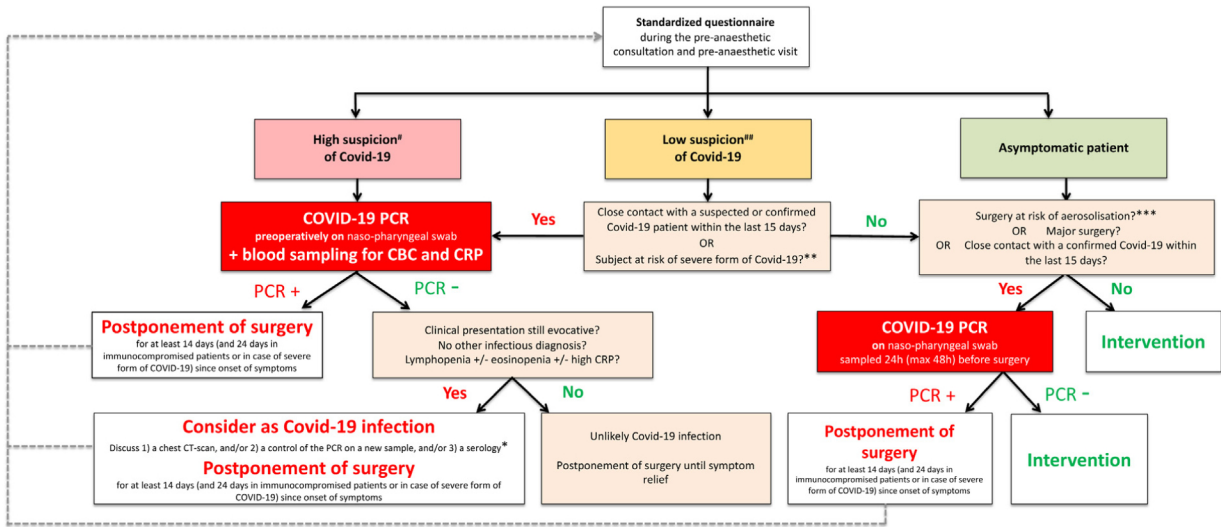 Standardized questionnaire
during the pre-anaesthetic
consultation and pre-anaesthetic visit
High suspicion#
of Covid-19
Low suspicion##
of Covid-19
Asymptomatic patient
COVID-19 PCR
preoperatively on naso-pharyngeal swab
+ blood sampling for CBC and CRP
Yes
Close contact with a suspected or confirmed
Covid-19 patient within the last 15 days?
OR
Subject at risk of severe form of Covid-19?**
No
Surgery at risk of aerosolisation?***
OR Major surgery?
OR Close contact with a confirmed Covid-19 within
the last 15 days?
PCR +
PCR -
Yes
No
Postponement of surgery
for at least 14 days (and 24 days in
immunocompromised patients or in case of severe
form of COVID-19) since onset of symptoms
Clinical presentation still evocative?
No other infectious diagnosis?
Lymphopenia +/- eosinopenia +/- high CRP?
COVID-19 PCR
on naso-pharyngeal swab
sampled 24h (max 48h) before surgery
Intervention
Yes
No
PCR +
PCR -
Consider as Covid-19 infection
Discuss 1) a chest CT-scan, and/or 2) a control of the PCR on a new sample, and/or 3) a serology*
Postponement of surgery
for at least 14 days (and 24 days in immunocompromised patients or in case of severe form of
COVID-19) since onset of symptoms
Unlikely Covid-19 infection
Postponement of surgery until symptom
relief
Postponement of
surgery
for at least 14 days (and 24 days in
immunocompromised patients or in case of severe
form of COVID-19) since onset of symptoms
Intervention